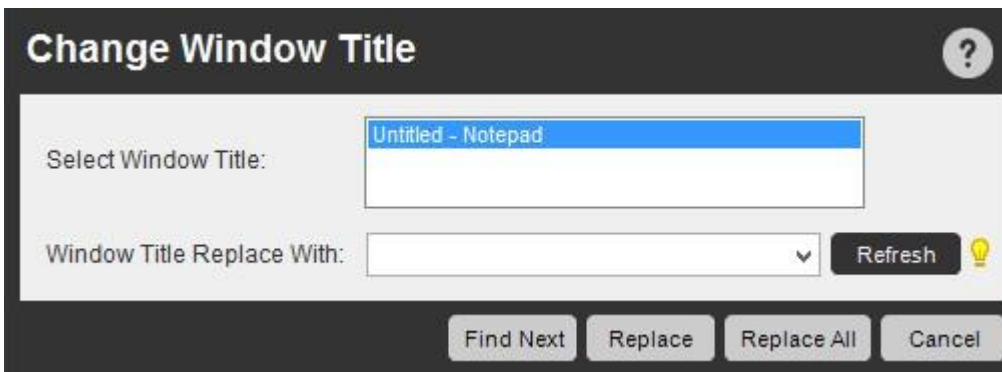 Change Window Title
?
Select Window Title:
Untitled - Notepad
Window Title Replace With:
Refresh
Find Next
Replace
Replace All
Cancel